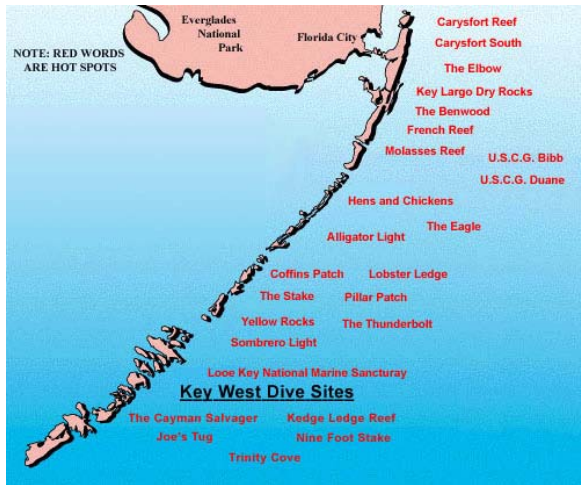 Everglades
National
Park
Florida City
NOTE: RED WORDS
ARE HOT SPOTS
Carysfort Reef
Carysfort South
The Elbow
Key Largo Dry Rocks
The Benwood
French Reef
Molasses Reef
U.S.C.G. Bibb
U.S.C.G. Duane
Hens and Chickens
The Eagle
Alligator Light
Coffins Patch Lobster Ledge
The Stake Pillar Patch
Yellow Rocks The Thunderbolt
Sombrero Light
Looe Key National Marine Sancturay
Key West Dive Sites
The Cayman Salvager Kedge Ledge Reef
Joe's Tug Nine Foot Stake
Trinity Cove